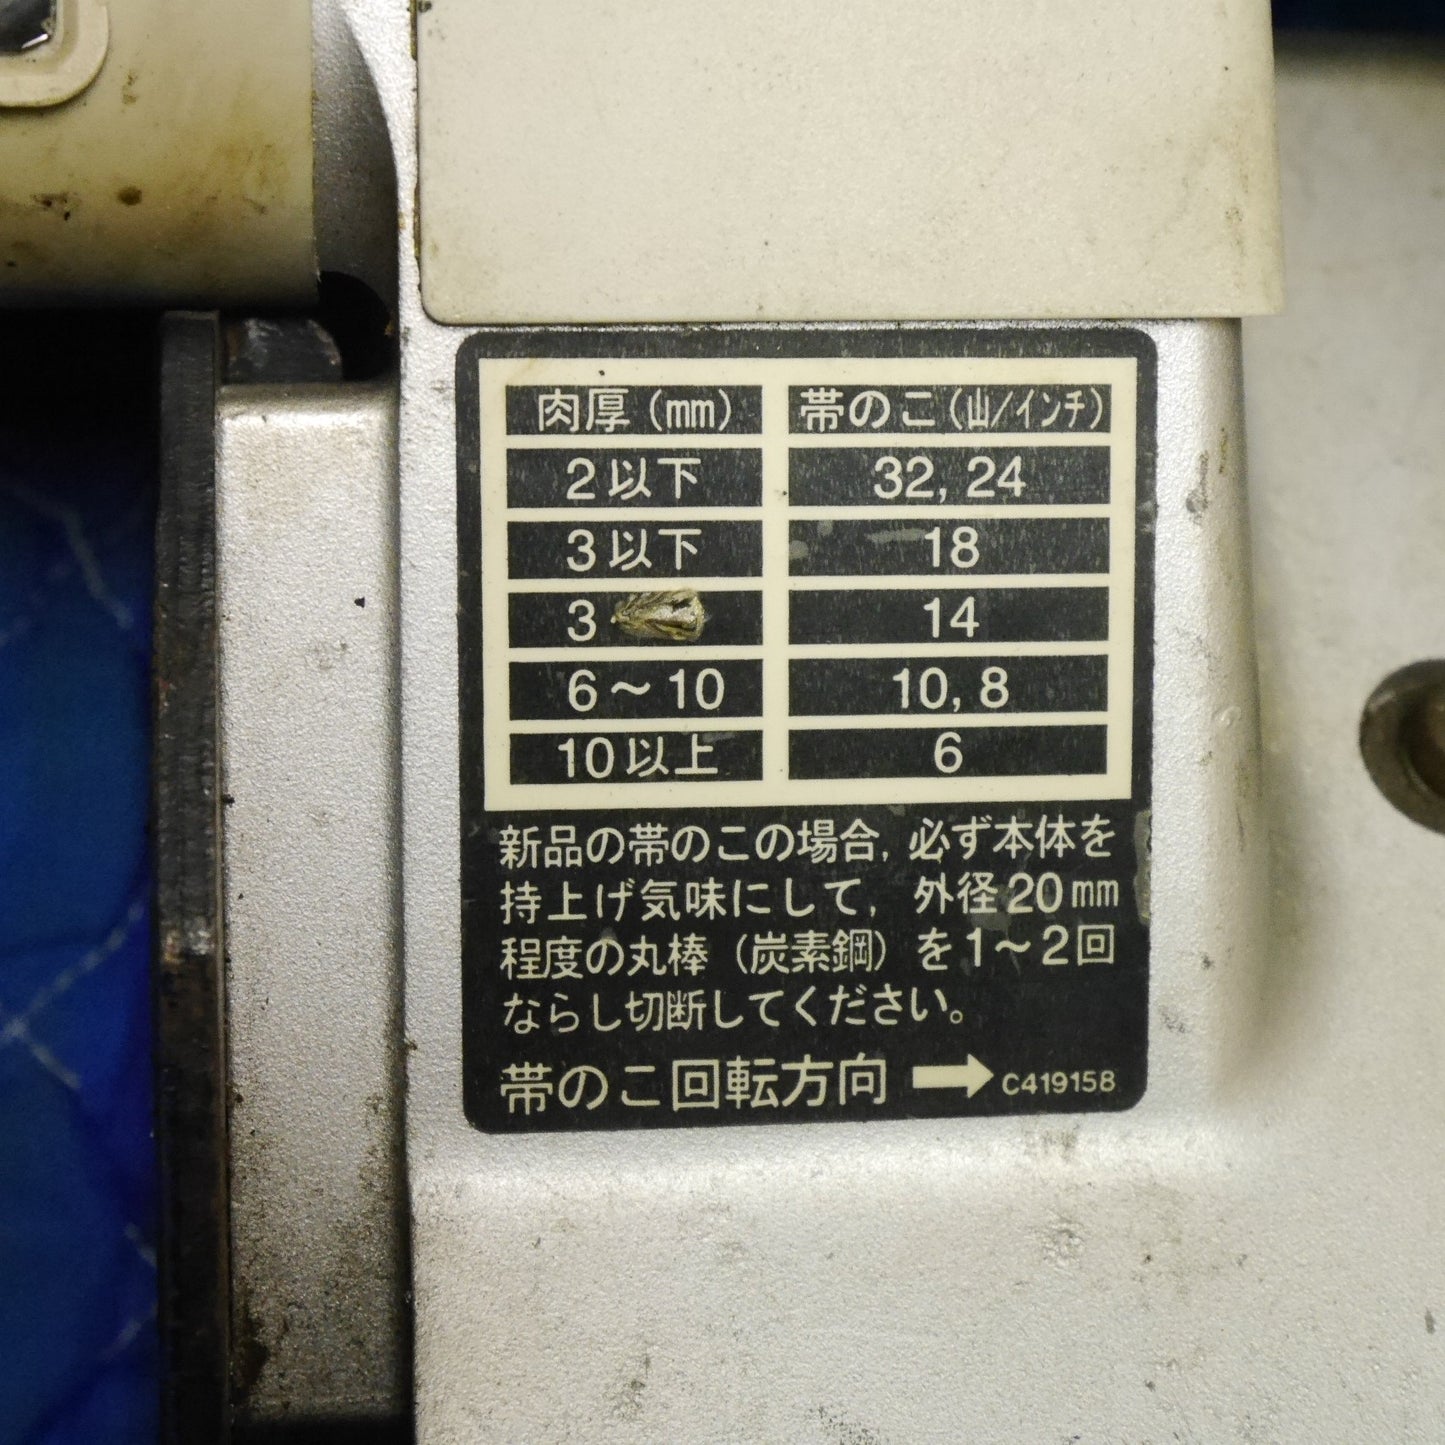 肉厚(mm) 帯のこ(山/インチ)
2以下 32, 24
3以下 18
3 14
6～10 10, 8
10以上 6
新品の帯のこの場合, 必ず本体を
持上げ気味にして, 外径20mm
程度の丸棒(炭素鋼)を1～2回
ならし切断してください。
帯のこ回転方向 → C419158